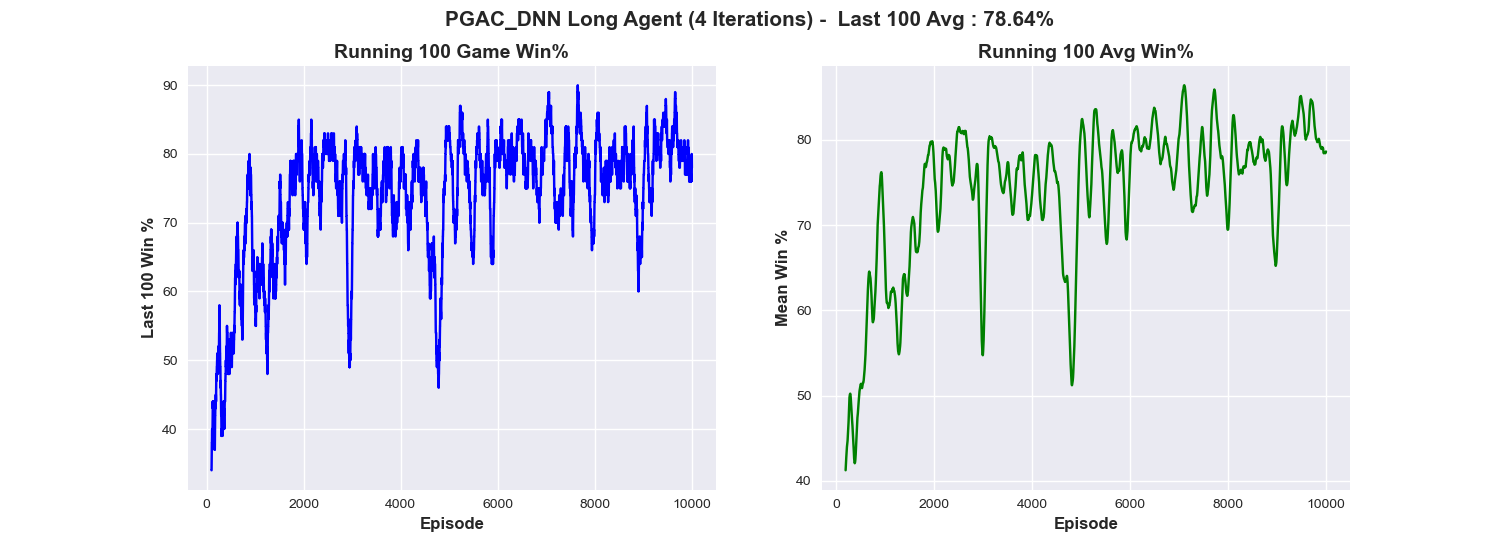 PGAC_DNN Long Agent (4 Iterations) -  Last 100 Avg : 78.64%
Running 100 Game Win%
Last 100 Win %
90
80
70
60
50
40
0 2000 4000 6000 8000 10000
Episode
Running 100 Avg Win%
Mean Win %
80
70
60
50
40
0 2000 4000 6000 8000 10000
Episode